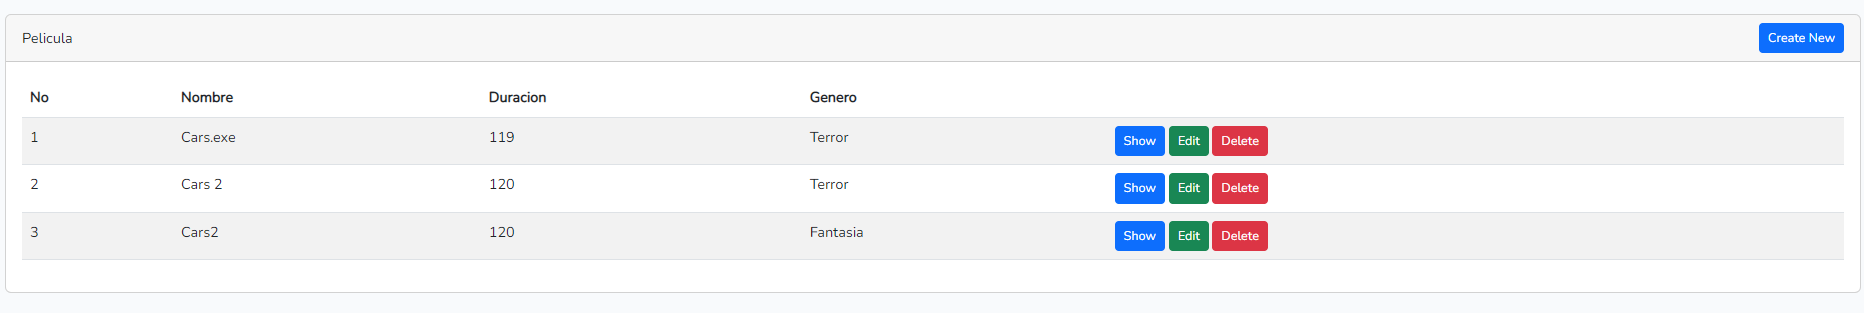 Pelicula Create New
No Nombre Duracion Genero
1 Cars.exe 119 Terror Show Edit Delete
2 Cars 2 120 Terror Show Edit Delete
3 Cars2 120 Fantasia Show Edit Delete